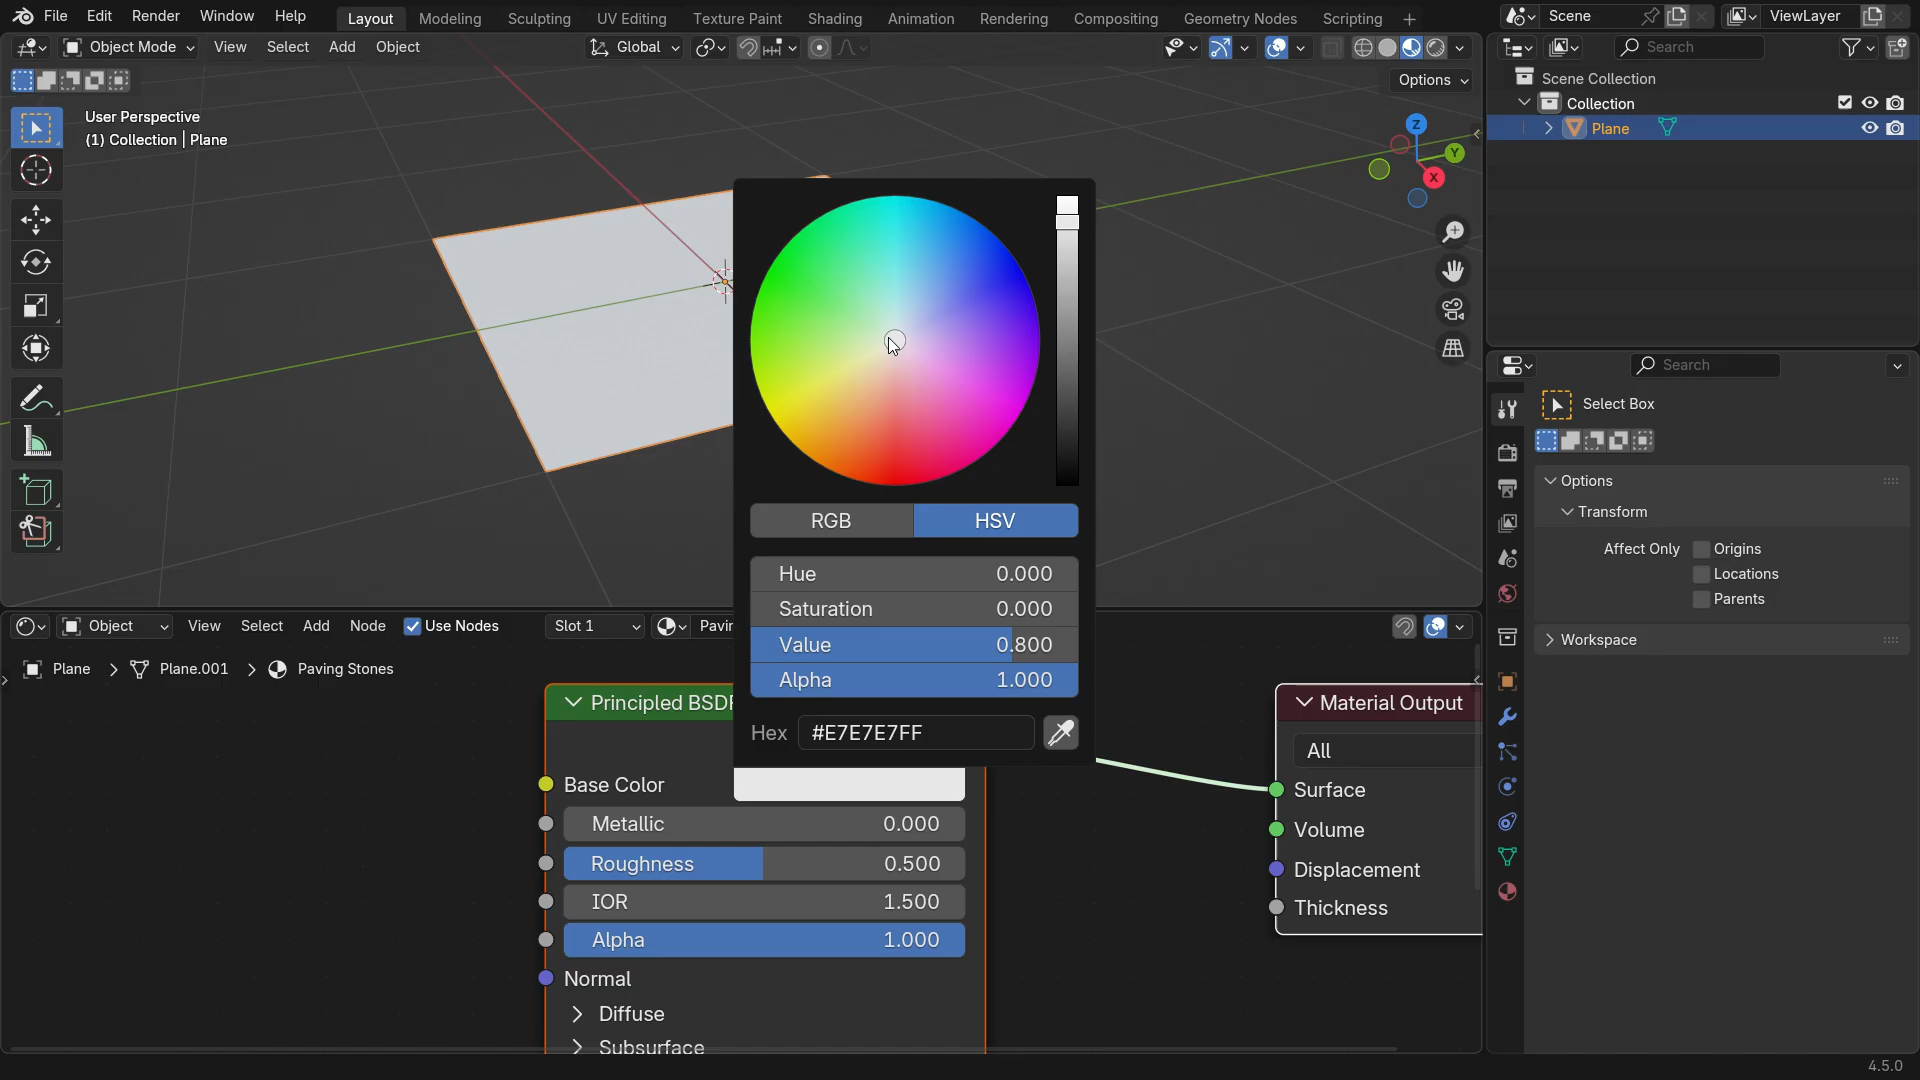 File Edit Render Window Help Layout Modeling Sculpting UV Editing Texture Paint Shading Animation Rendering Compositing Geometry Nodes Scripting + Scene ViewLayer
Object Mode View Select Add Object Global Search
Options
User Perspective
(1) Collection | Plane
Z
Y
X
Scene Collection
Collection
Plane
Search
Select Box
Options
Transform
Affect Only Origins
Locations
Parents
Workspace
RGB HSV
Hue 0.000
Saturation 0.000
Value 0.800
Alpha 1.000
Hex #E7E7E7FF
Object View Select Add Node Use Nodes Slot 1 Pavin
Plane Plane.001 Paving Stones
Principled BSDF
Base Color
Metallic 0.000
Roughness 0.500
IOR 1.500
Alpha 1.000
Normal
Diffuse
Subsurface
Material Output
All
Surface
Volume
Displacement
Thickness
4.5.0